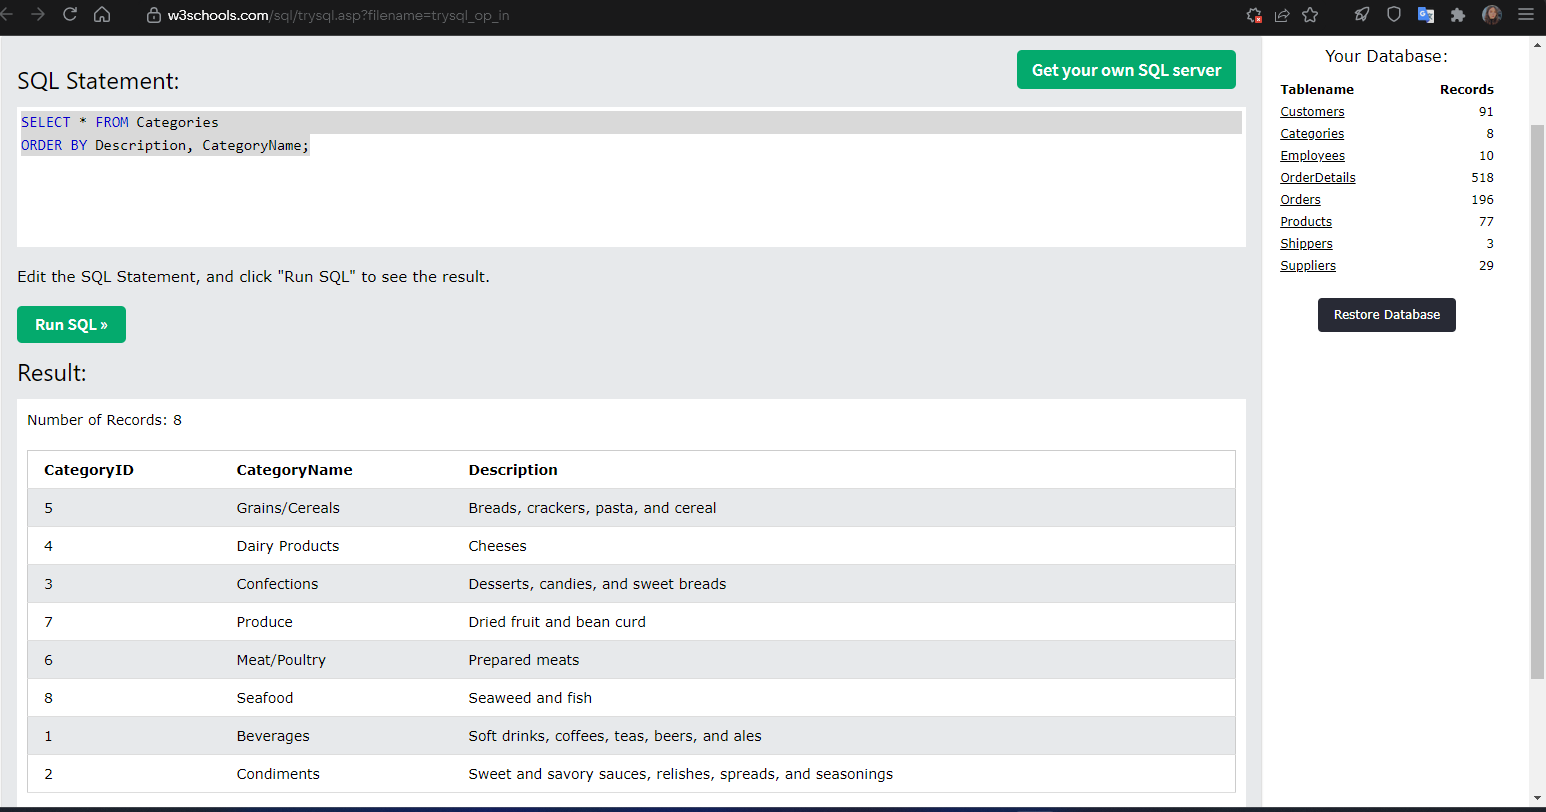 w3schools.com/sql/trysql.asp?filename=trysql_op_in
SQL Statement:
Get your own SQL server
SELECT * FROM Categories
ORDER BY Description, CategoryName;
Edit the SQL Statement, and click "Run SQL" to see the result.
Run SQL »
Result:
Number of Records: 8
CategoryID CategoryName Description
5 Grains/Cereals Breads, crackers, pasta, and cereal
4 Dairy Products Cheeses
3 Confections Desserts, candies, and sweet breads
7 Produce Dried fruit and bean curd
6 Meat/Poultry Prepared meats
8 Seafood Seaweed and fish
1 Beverages Soft drinks, coffees, teas, beers, and ales
2 Condiments Sweet and savory sauces, relishes, spreads, and seasonings
Your Database:
Tablename Records
Customers 91
Categories 8
Employees 10
OrderDetails 518
Orders 196
Products 77
Shippers 3
Suppliers 29
Restore Database